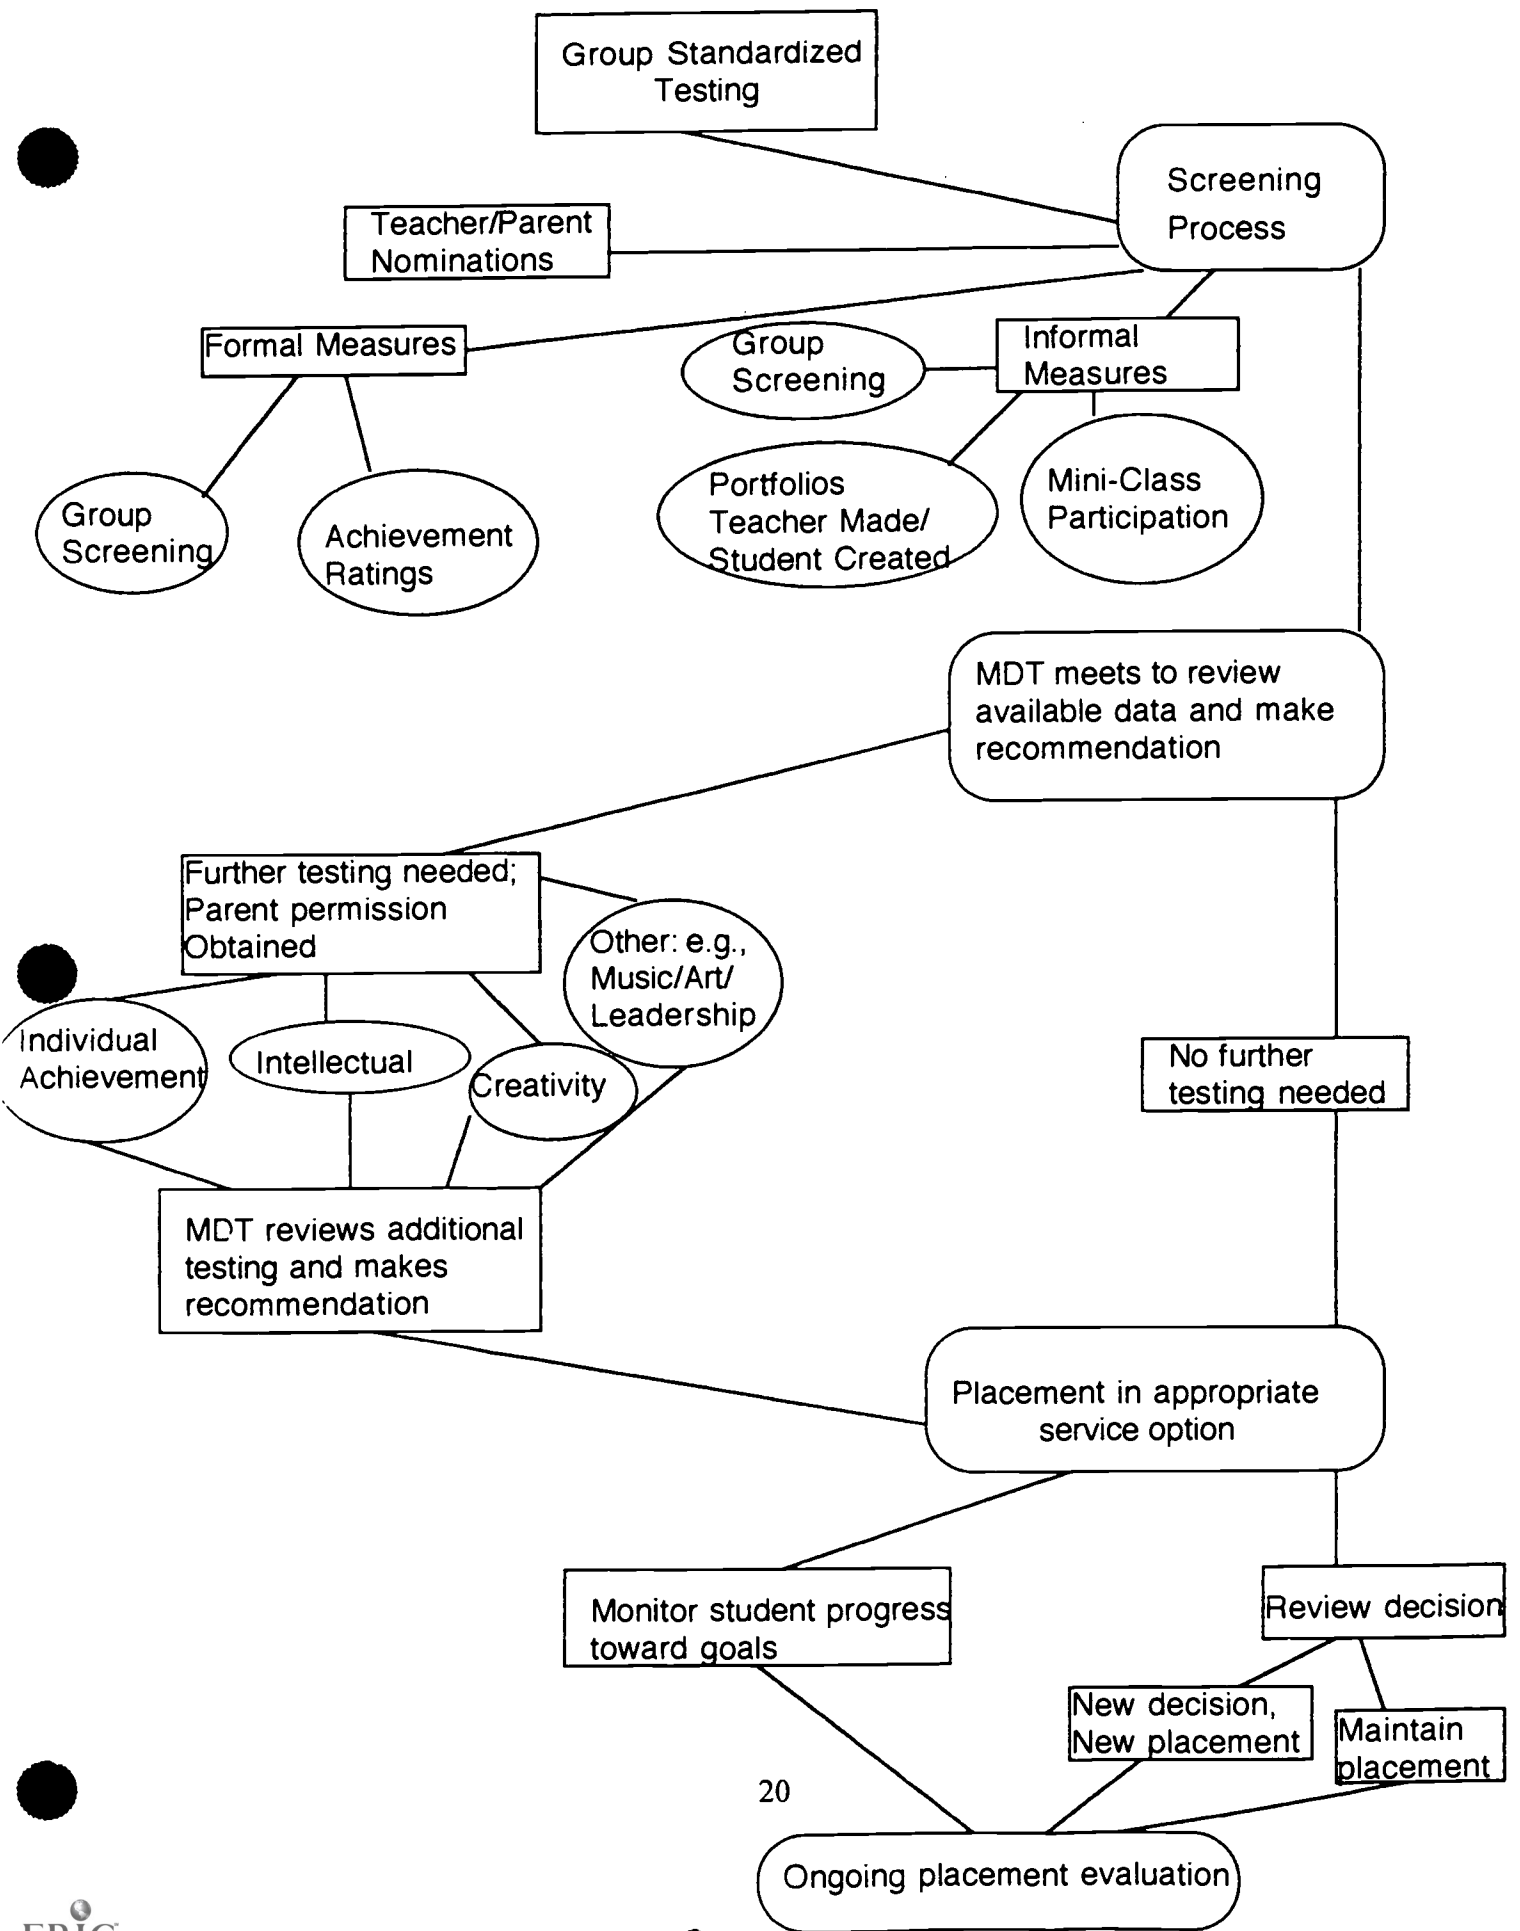 Group Standardized
Testing
Screening
Process
Teacher/Parent
Nominations
Formal Measures
Group
Screening
Informal
Measures
Group
Screening
Achievement
Ratings
Portfolios
Teacher Made/
Student Created
Mini-Class
Participation
MDT meets to review
available data and make
recommendation
Further testing needed;
Parent permission
Obtained
Other: e.g.,
Music/Art/
Leadership
Individual
Achievement
Intellectual
Creativity
No further
testing needed
MDT reviews additional
testing and makes
recommendation
Placement in appropriate
service option
Monitor student progress
toward goals
Review decision
New decision,
New placement
Maintain
placement
20
Ongoing placement evaluation
ERIC